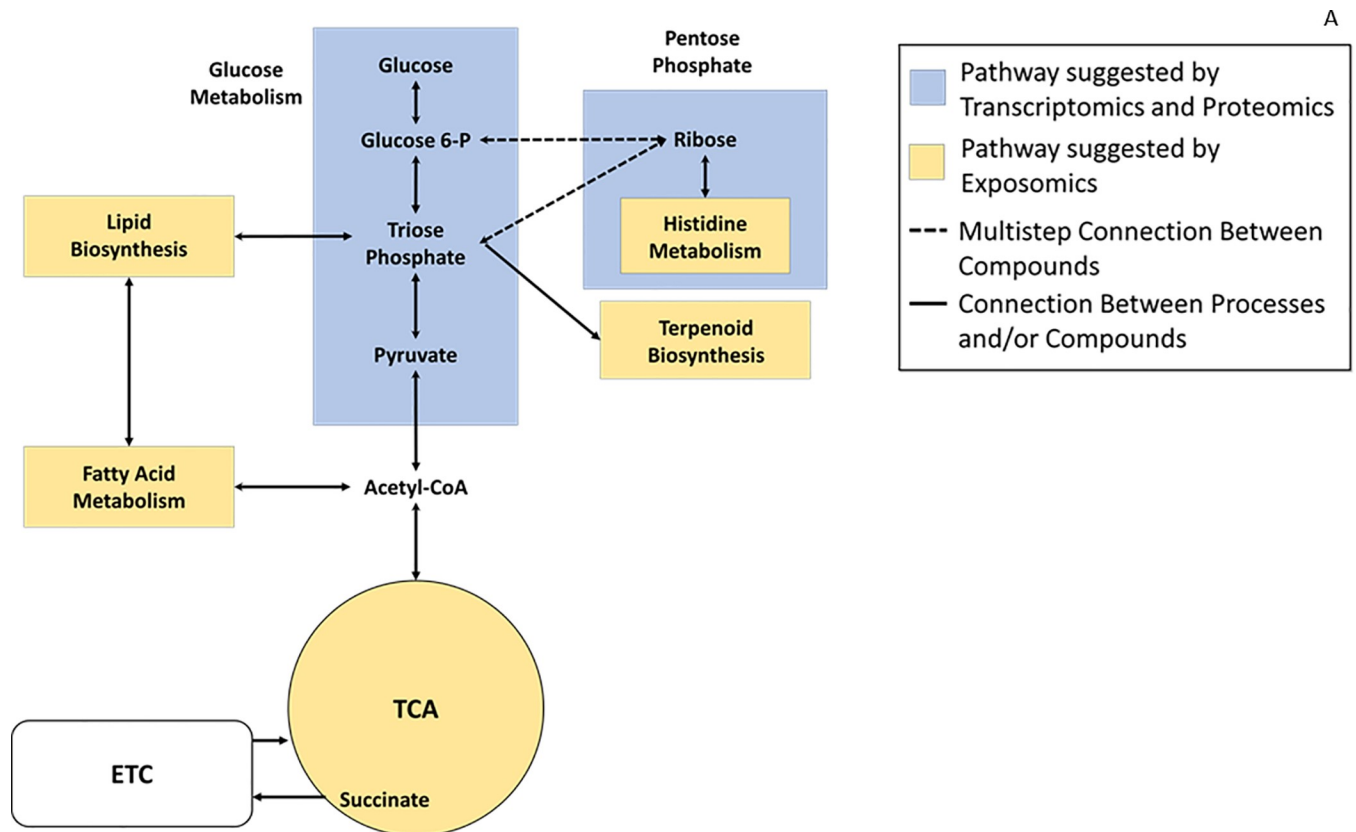 A
Glucose
Metabolism
Glucose
Glucose 6-P
Triose
Phosphate
Pyruvate
Pentose
Phosphate
Ribose
Histidine
Metabolism
Terpenoid
Biosynthesis
Lipid
Biosynthesis
Fatty Acid
Metabolism
Acetyl-CoA
TCA
Succinate
ETC
Pathway suggested by
Transcriptomics and Proteomics
Pathway suggested by
Exposomics
Multistep Connection Between
Compounds
Connection Between Processes
and/or Compounds